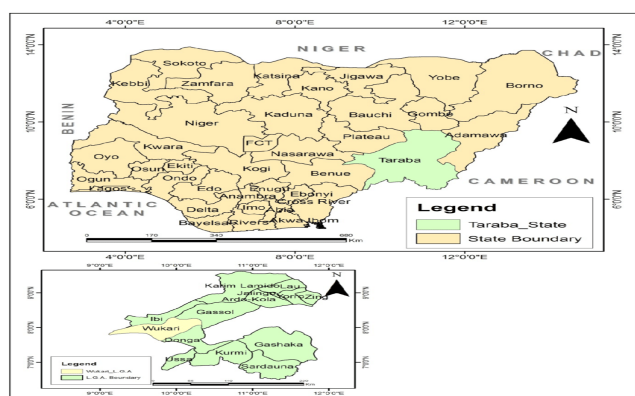 4°0'0"E 8°0'0"E 12°0'0"E
14°0'0"N
NIGER
CHAD
Sokoto
Kebbi
Zamfara
Katsina
Kano
Jigawa
Yobe
Borno
N
10°0'0"N
BENIN
Niger
Kaduna
Bauchi
Gombe
Adamawa
Plateau
FCT
Kwara
Nasarawa
Taraba
Oyo
Osun
Ekiti
Kogi
Benue
CAMEROON
Ogun
Ondo
Lagos
Edo
Enugu
Anambra
Ebonyi
Cross River
6°0'0"N
ATLANTIC
OCEAN
Delta
Imo
Abia
Bayelsa
Rivers
Akwa Ibom
Legend
Taraba_State
State Boundary
0 170 340 680
Km
9°0'0"E 10°0'0"E 11°0'0"E 12°0'0"E
N
Karim Lamido
Lau
Jalingo
Yorro
Zing
Ardo-Kola
Gassol
Ibi
Wukari
Donga
Ussa
Kurmi
Gashaka
Sardauna
Legend
Wukari_L.G.A
L.G.A. Boundary